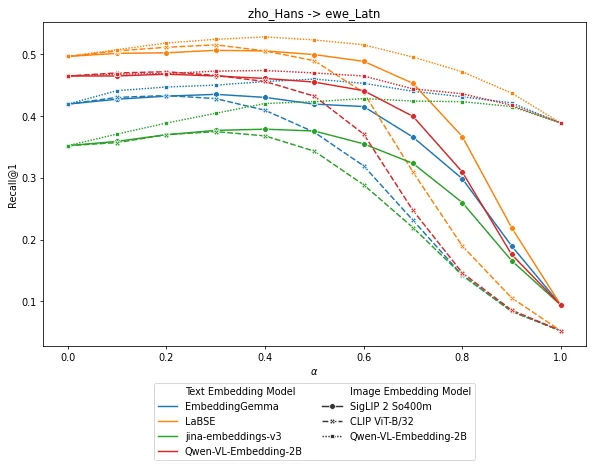 zho_Hans -> ewe_Latn
Recall@1
0.5
0.4
0.3
0.2
0.1
0.0 0.2 0.4 0.6 0.8 1.0
α
Text Embedding Model Image Embedding Model
EmbeddingGemma SigLIP 2 So400m
LaBSE CLIP ViT-B/32
jina-embeddings-v3 Qwen-VL-Embedding-2B
Qwen-VL-Embedding-2B